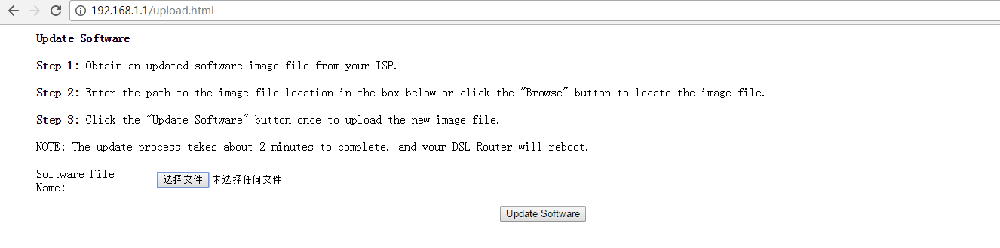 192.168.1.1/upload.html
Update Software
Step 1: Obtain an updated software image file from your ISP.
Step 2: Enter the path to the image file location in the box below or click the "Browse" button to locate the image file.
Step 3: Click the "Update Software" button once to upload the new image file.
NOTE: The update process takes about 2 minutes to complete, and your DSL Router will reboot.
Software File
Name:
选择文件 未选择任何文件
Update Software